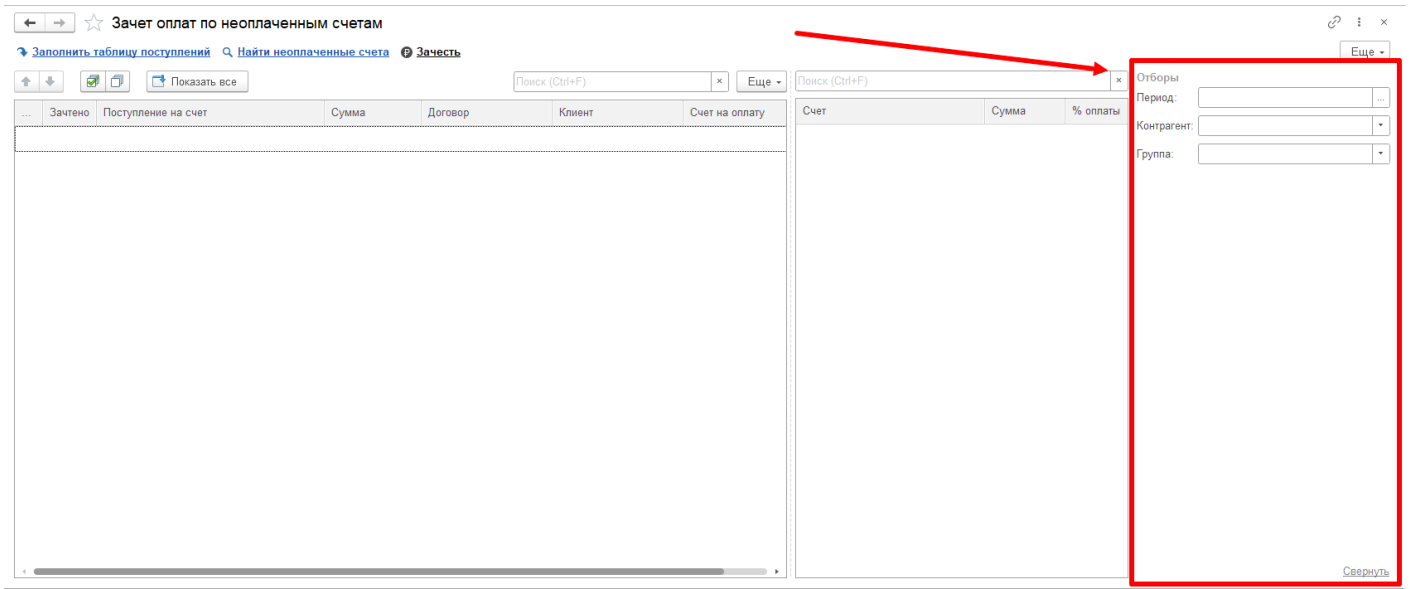 Зачет оплат по неоплаченным счетам
Заполнить таблицу поступлений Найти неоплаченные счета Зачесть Еще
Показать все Поиск (Ctrl+F) × Еще Поиск (Ctrl+F) × Отборы
... Зачтено Поступление на счет Сумма Договор Клиент Счет на оплату Счет Сумма % оплаты
Период: ...
Контрагент:
Группа:
Свернуть